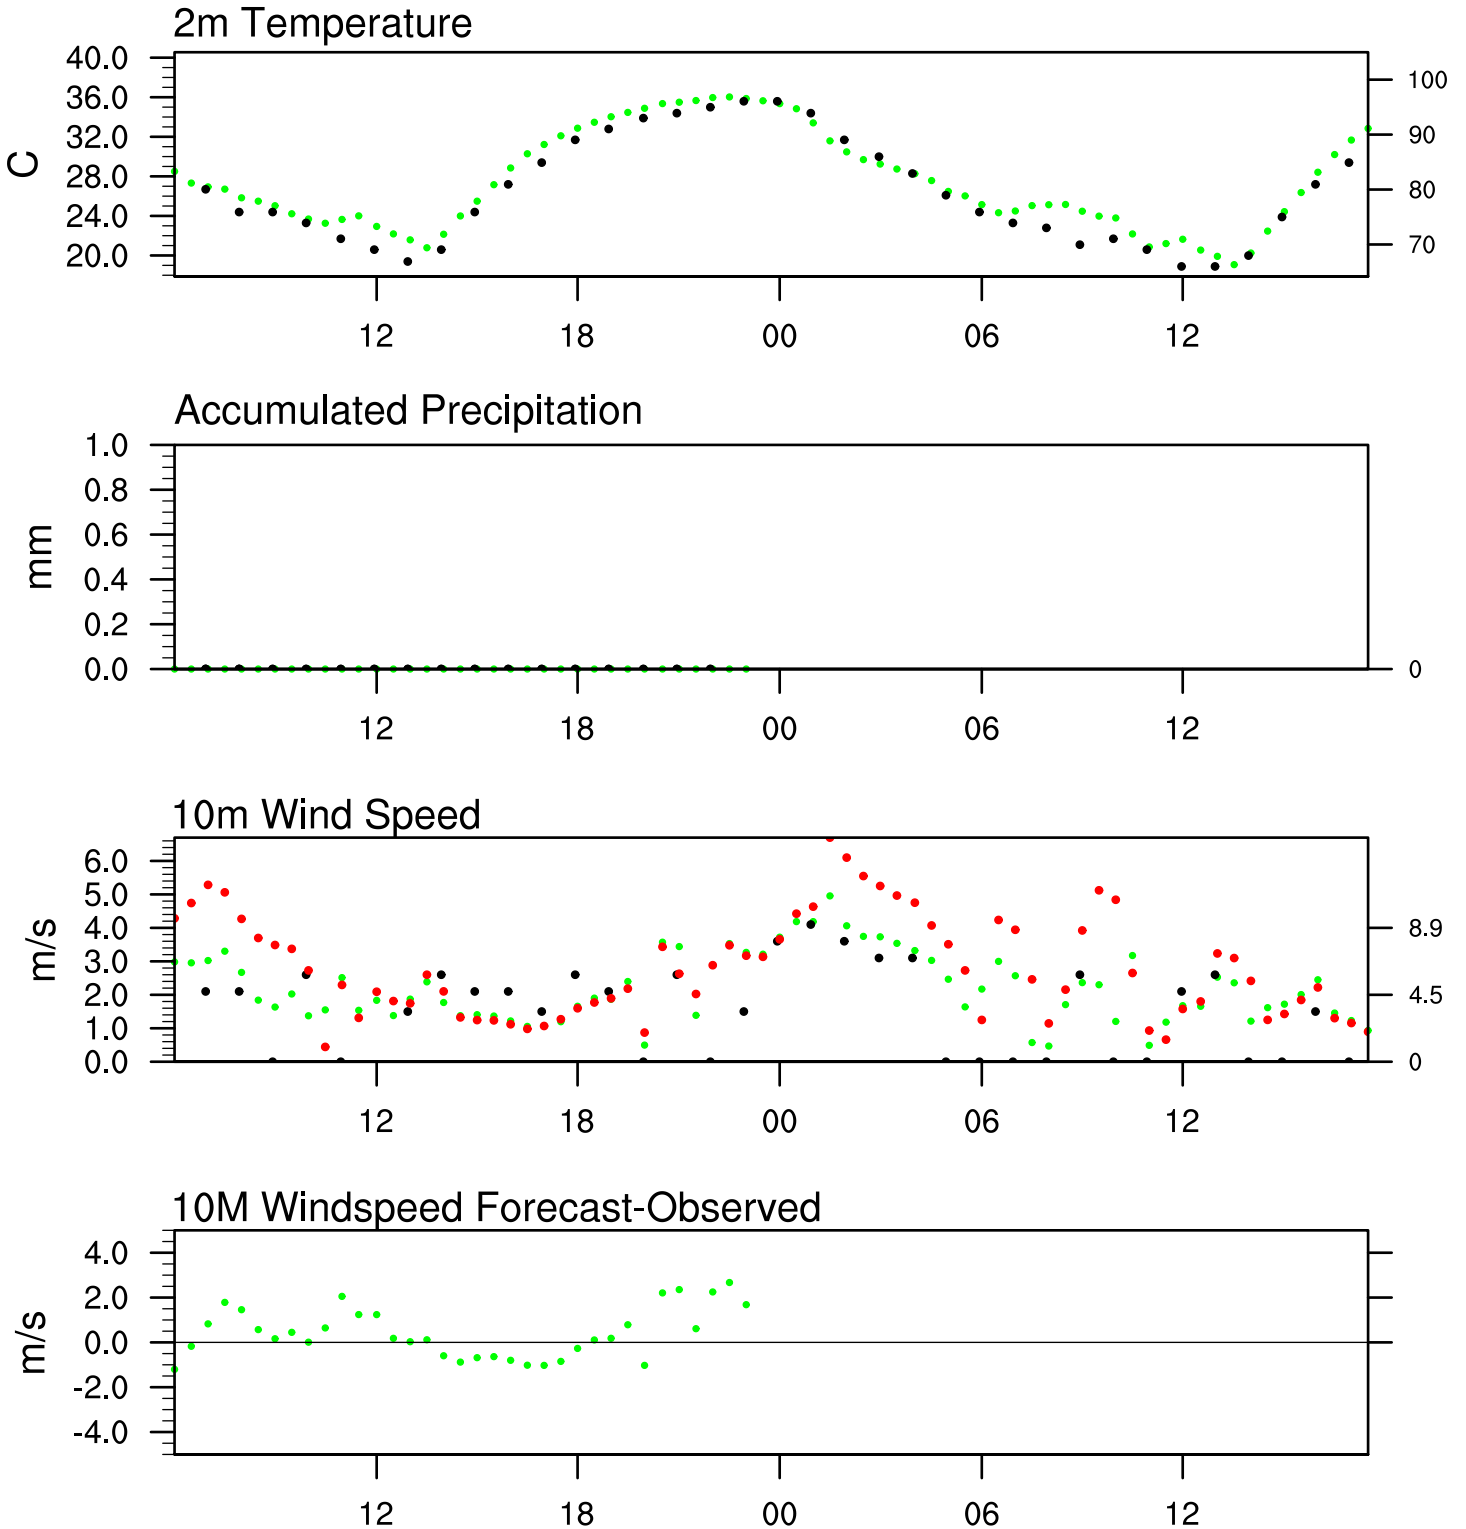 2m Temperature
40.0
36.0
32.0
28.0
24.0
20.0
C
100
90
80
70
12 18 00 06 12
Accumulated Precipitation
1.0
0.8
0.6
0.4
0.2
0.0
mm
0
12 18 00 06 12
10m Wind Speed
6.0
5.0
4.0
3.0
2.0
1.0
0.0
m/s
8.9
4.5
0
12 18 00 06 12
10M Windspeed Forecast-Observed
4.0
2.0
0.0
-2.0
-4.0
m/s
12 18 00 06 12